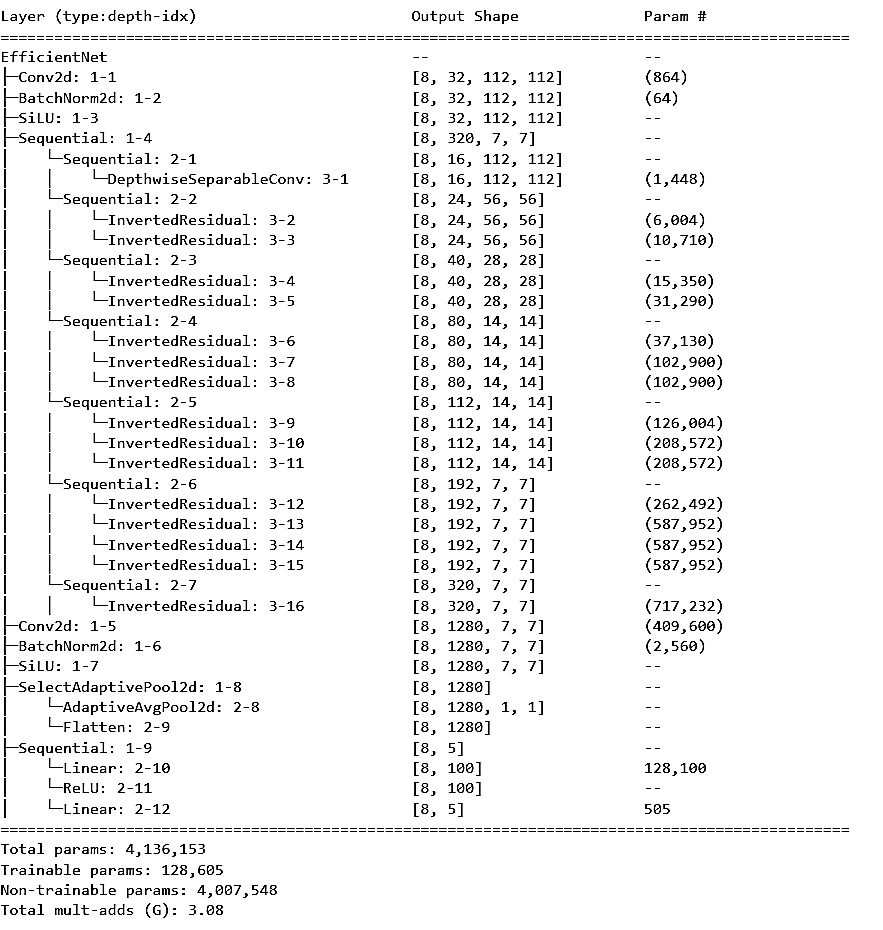 Layer (type:depth-idx)                        Output Shape              Param #
===============================================================================================
EfficientNet                                  --                        --
├─Conv2d: 1-1                                 [8, 32, 112, 112]         (864)
├─BatchNorm2d: 1-2                            [8, 32, 112, 112]         (64)
├─SiLU: 1-3                                   [8, 32, 112, 112]         --
├─Sequential: 1-4                             [8, 320, 7, 7]            --
│    └─Sequential: 2-1                        [8, 16, 112, 112]         --
│    │    └─DepthwiseSeparableConv: 3-1       [8, 16, 112, 112]         (1,448)
│    └─Sequential: 2-2                        [8, 24, 56, 56]           --
│    │    └─InvertedResidual: 3-2             [8, 24, 56, 56]           (6,004)
│    │    └─InvertedResidual: 3-3             [8, 24, 56, 56]           (10,710)
│    └─Sequential: 2-3                        [8, 40, 28, 28]           --
│    │    └─InvertedResidual: 3-4             [8, 40, 28, 28]           (15,350)
│    │    └─InvertedResidual: 3-5             [8, 40, 28, 28]           (31,290)
│    └─Sequential: 2-4                        [8, 80, 14, 14]           --
│    │    └─InvertedResidual: 3-6             [8, 80, 14, 14]           (37,130)
│    │    └─InvertedResidual: 3-7             [8, 80, 14, 14]           (102,900)
│    │    └─InvertedResidual: 3-8             [8, 80, 14, 14]           (102,900)
│    └─Sequential: 2-5                        [8, 112, 14, 14]          --
│    │    └─InvertedResidual: 3-9             [8, 112, 14, 14]          (126,004)
│    │    └─InvertedResidual: 3-10            [8, 112, 14, 14]          (208,572)
│    │    └─InvertedResidual: 3-11            [8, 112, 14, 14]          (208,572)
│    └─Sequential: 2-6                        [8, 192, 7, 7]            --
│    │    └─InvertedResidual: 3-12            [8, 192, 7, 7]            (262,492)
│    │    └─InvertedResidual: 3-13            [8, 192, 7, 7]            (587,952)
│    │    └─InvertedResidual: 3-14            [8, 192, 7, 7]            (587,952)
│    │    └─InvertedResidual: 3-15            [8, 192, 7, 7]            (587,952)
│    └─Sequential: 2-7                        [8, 320, 7, 7]            --
│    │    └─InvertedResidual: 3-16            [8, 320, 7, 7]            (717,232)
├─Conv2d: 1-5                                 [8, 1280, 7, 7]           (409,600)
├─BatchNorm2d: 1-6                            [8, 1280, 7, 7]           (2,560)
├─SiLU: 1-7                                   [8, 1280, 7, 7]           --
├─SelectAdaptivePool2d: 1-8                   [8, 1280]                 --
│    └─AdaptiveAvgPool2d: 2-8                 [8, 1280, 1, 1]           --
│    └─Flatten: 2-9                           [8, 1280]                 --
├─Sequential: 1-9                             [8, 5]                    --
│    └─Linear: 2-10                           [8, 100]                  128,100
│    └─ReLU: 2-11                             [8, 100]                  --
│    └─Linear: 2-12                           [8, 5]                    505
===============================================================================================
Total params: 4,136,153
Trainable params: 128,605
Non-trainable params: 4,007,548
Total mult-adds (G): 3.08